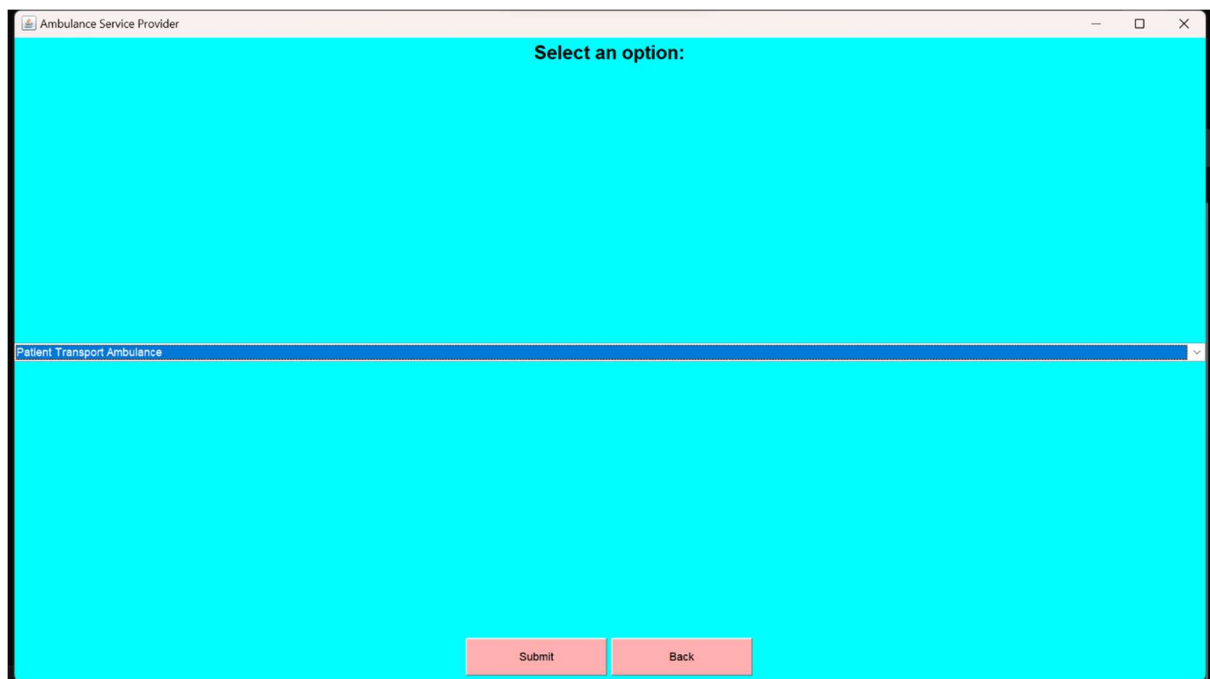 Ambulance Service Provider
Select an option:
Patient Transport Ambulance
Submit
Back